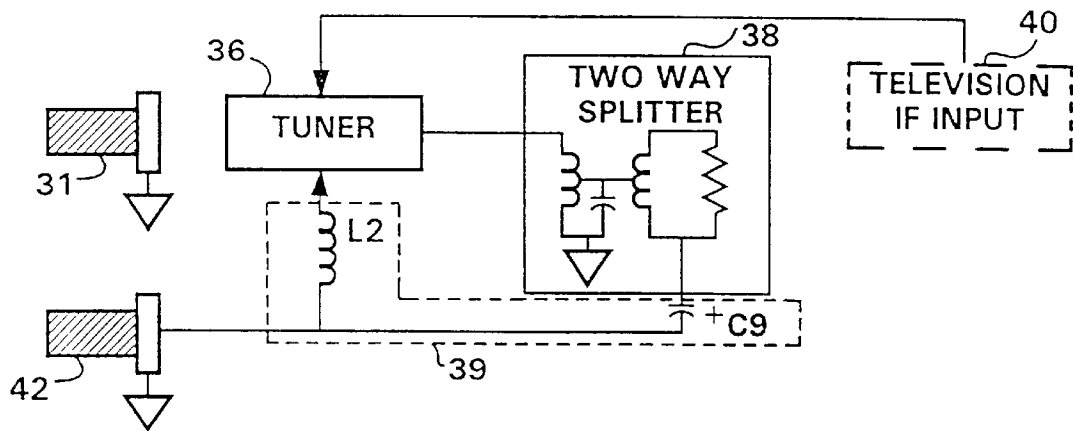 36
38
40
TWO WAY
SPLITTER
TELEVISION
IF INPUT
TUNER
31
L2
+C9
42
39